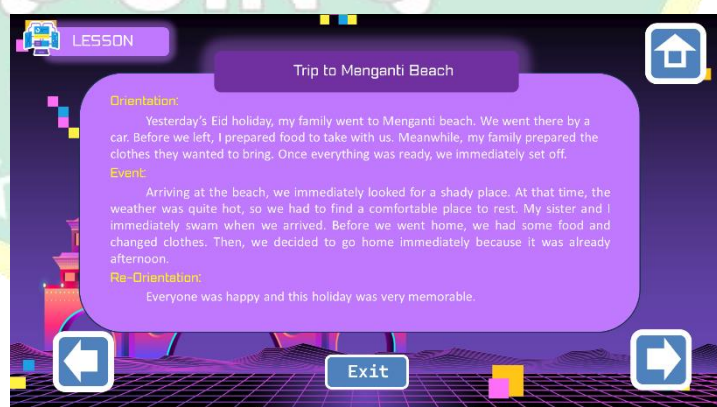 LESSON
Trip to Menganti Beach
Orientation:
Yesterday's Eid holiday, my family went to Menganti beach. We went there by a
car. Before we left, I prepared food to take with us. Meanwhile, my family prepared the
clothes they wanted to bring. Once everything was ready, we immediately set off.
Event:
Arriving at the beach, we immediately looked for a shady place. At that time, the
weather was quite hot, so we had to find a comfortable place to rest. My sister and I
immediately swam when we arrived. Before we went home, we had some food and
changed clothes. Then, we decided to go home immediately because it was already
afternoon.
Re-Orientation:
Everyone was happy and this holiday was very memorable.
Exit